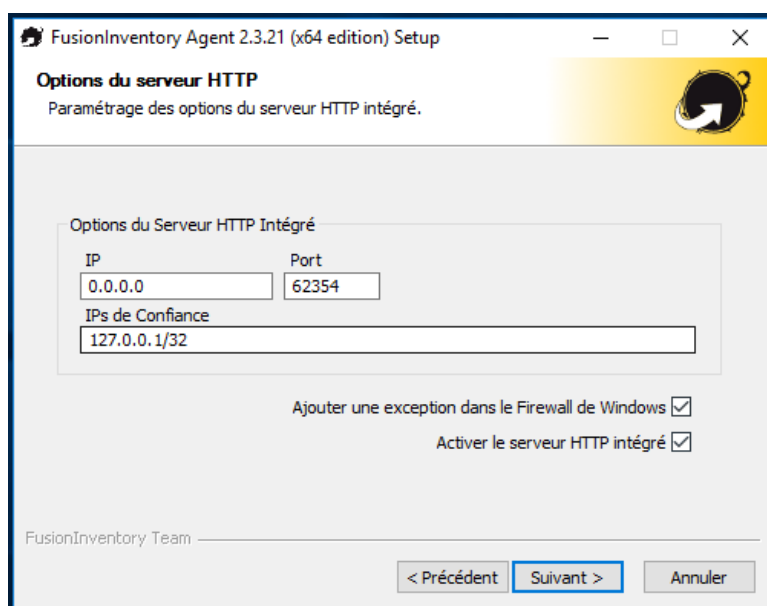 FusionInventory Agent 2.3.21 (x64 edition) Setup
Options du serveur HTTP
Paramétrage des options du serveur HTTP intégré.
Options du Serveur HTTP Intégré
IP Port
0.0.0.0 62354
IPs de Confiance
127.0.0.1/32
Ajouter une exception dans le Firewall de Windows
Activer le serveur HTTP intégré
FusionInventory Team
< Précédent Suivant > Annuler